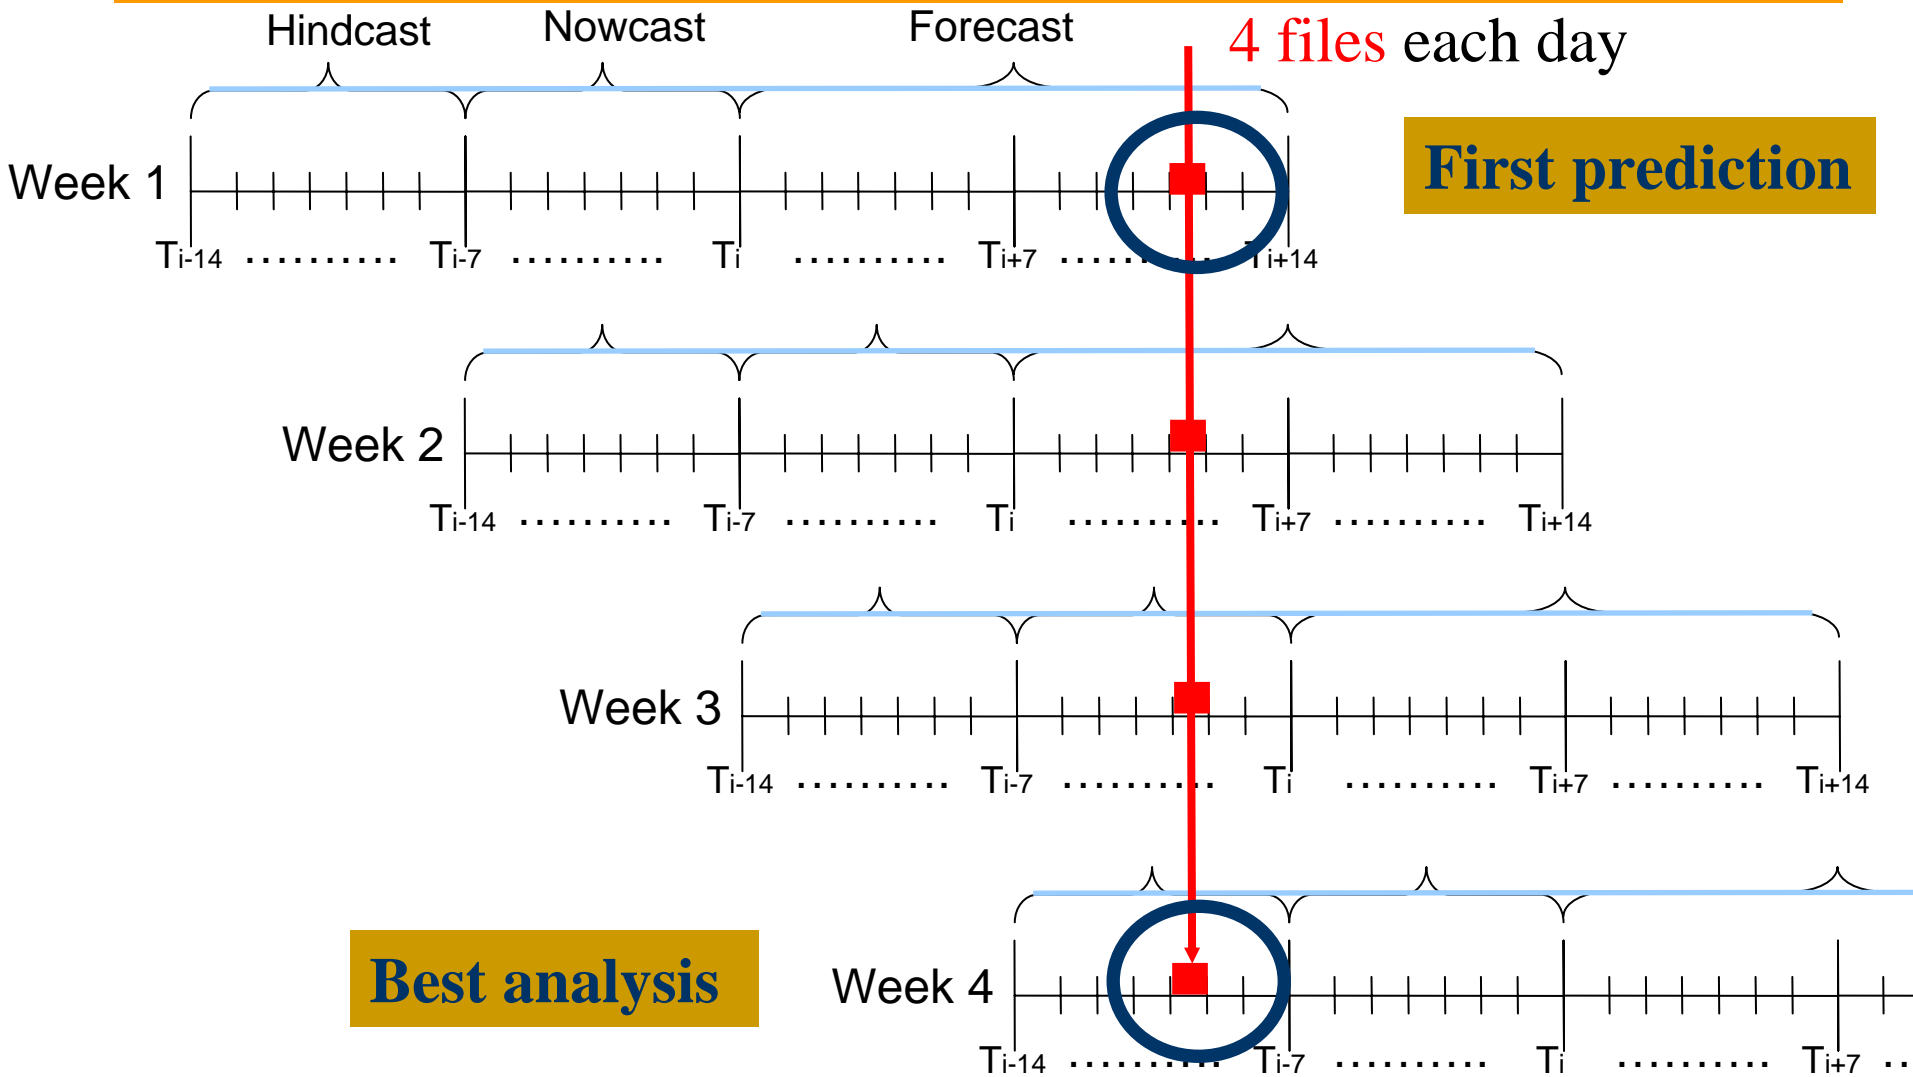 Hindcast Nowcast Forecast 4 files each day
First prediction
Week 1
Ti-14 .......... Ti-7 .......... Ti .......... Ti+7 .......... Ti+14
Week 2
Ti-14 .......... Ti-7 .......... Ti .......... Ti+7 .......... Ti+14
Week 3
Ti-14 .......... Ti-7 .......... Ti .......... Ti+7 .......... Ti+14
Best analysis
Week 4
Ti-14 .......... Ti-7 .......... Ti .......... Ti+7 ..